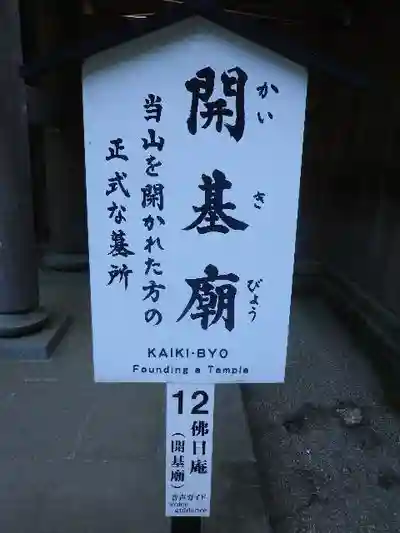 開基廟
かいきびょう
当山を開かれた方の
正式な墓所
KAIKI-BYO
Founding a Temple
12
佛日庵
(開基廟)
音声ガイド
audio guidance